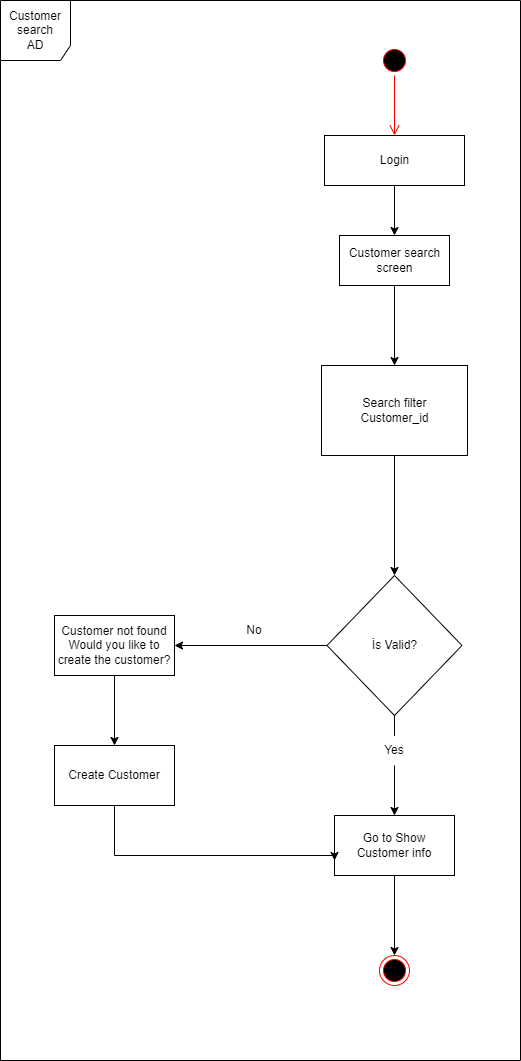 Customer
search
AD
Login
Customer search
screen
Search filter
Customer_id
İs Valid?
No
Customer not found
Would you like to
create the customer?
Yes
Create Customer
Go to Show
Customer info